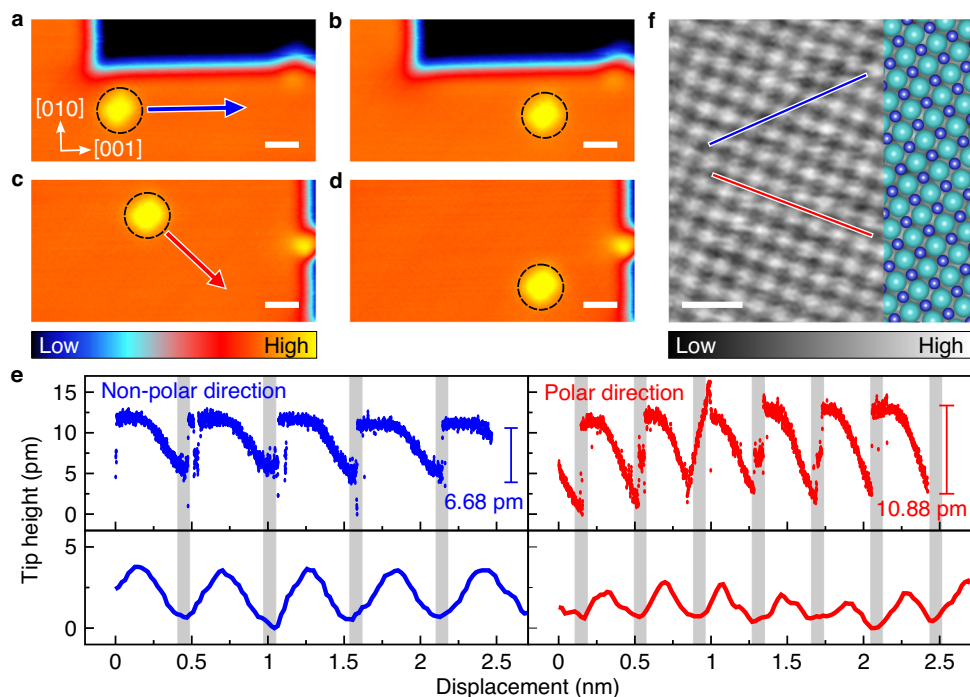 a
b
f
[010]
[001]
c
d
Low
High
Low
High
e
Non-polar direction
Polar direction
15
10
5
0
6.68 pm
10.88 pm
Tip height (pm)
5
0
0 0.5 1 1.5 2 2.5
0 0.5 1 1.5 2 2.5
Displacement (nm)